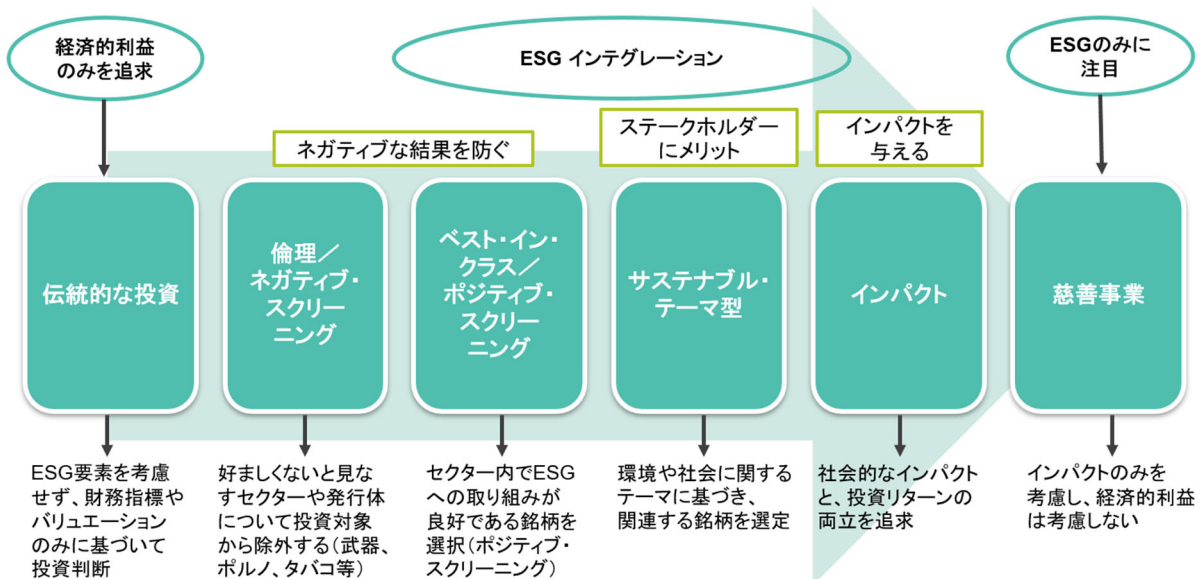 経済的利益
のみを追求
ESG インテグレーション
ESGのみに
注目
ネガティブな結果を防ぐ
ステークホルダー
にメリット
インパクトを
与える
伝統的な投資
倫理／
ネガティブ・
スクリー
ニング
ベスト・イン・
クラス／
ポジティブ・
スクリー
ニング
サステナブル・
テーマ型
インパクト
慈善事業
ESG要素を考慮
せず、財務指標や
バリュエーション
のみに基づいて
投資判断
好ましくないと見な
すセクターや発行体
について投資対象
から除外する（武器、
ポルノ、タバコ等）
セクター内でESG
への取り組みが
良好である銘柄を
選択（ポジティブ・
スクリーニング）
環境や社会に関する
テーマに基づき、
関連する銘柄を選定
社会的なインパクト
と、投資リターンの
両立を追求
インパクトのみを
考慮し、経済的利益
は考慮しない